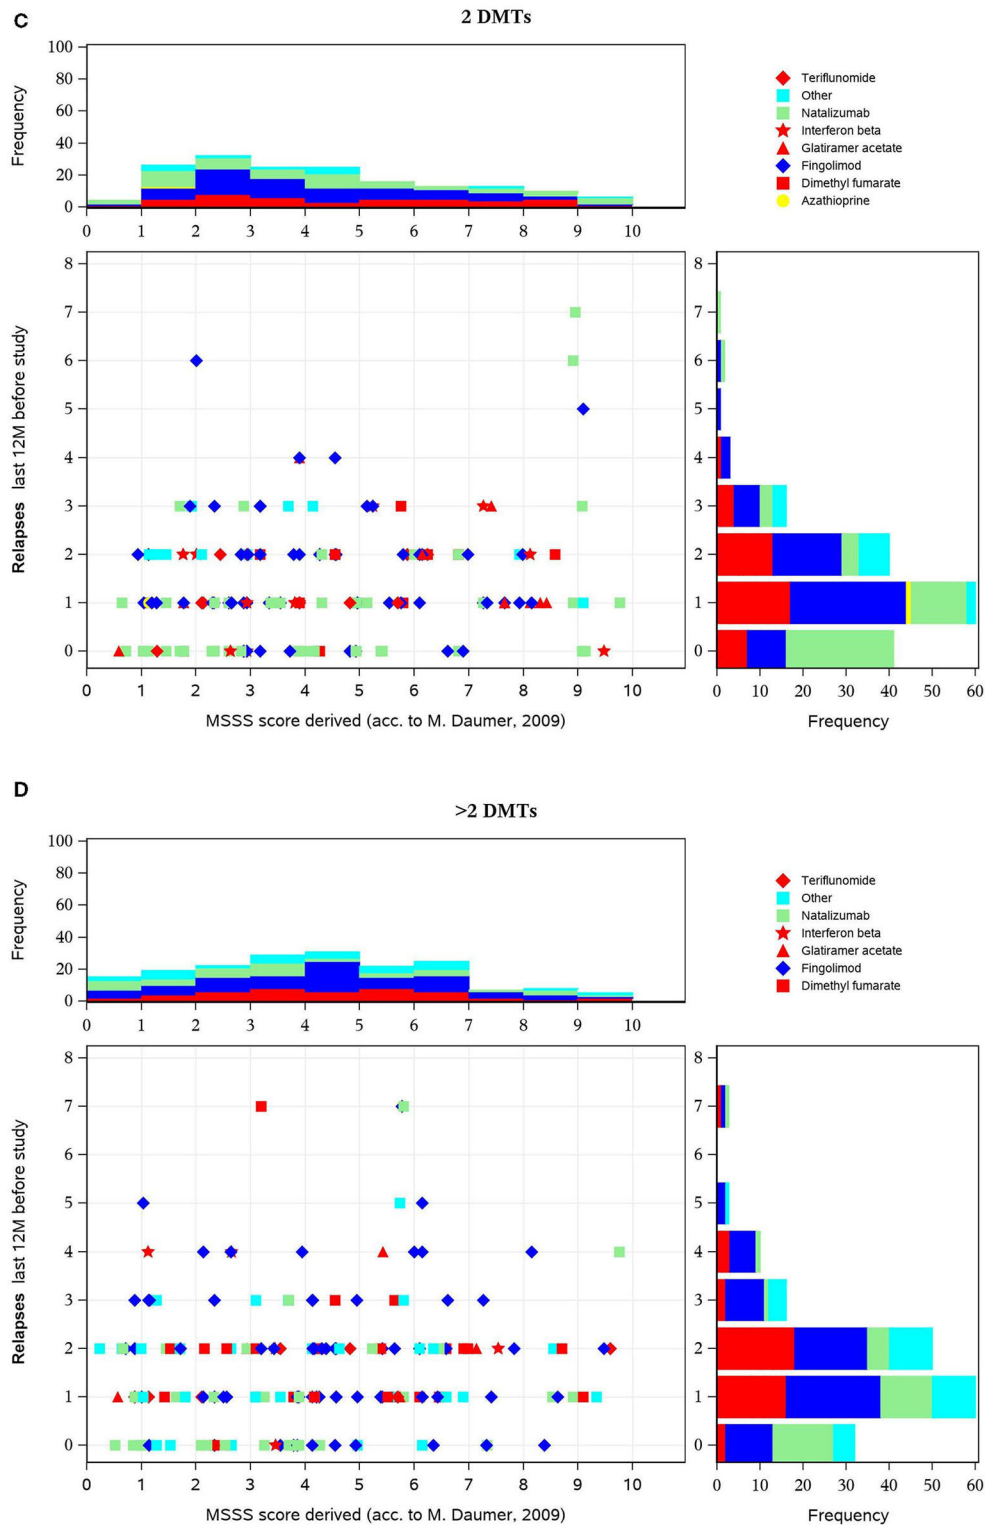 C
2 DMTs
100
80
60
40
20
0
Frequency
0 1 2 3 4 5 6 7 8 9 10
Teriflunomide
Other
Natalizumab
Interferon beta
Glatiramer acetate
Fingolimod
Dimethyl fumarate
Azathioprine
8
7
6
5
4
3
2
1
0
Relapses last 12M before study
0 1 2 3 4 5 6 7 8 9 10
MSSS score derived (acc. to M. Daumer, 2009)
8
7
6
5
4
3
2
1
0
0 10 20 30 40 50 60
Frequency
D
>2 DMTs
100
80
60
40
20
0
Frequency
0 1 2 3 4 5 6 7 8 9 10
Teriflunomide
Other
Natalizumab
Interferon beta
Glatiramer acetate
Fingolimod
Dimethyl fumarate
8
7
6
5
4
3
2
1
0
Relapses last 12M before study
0 1 2 3 4 5 6 7 8 9 10
MSSS score derived (acc. to M. Daumer, 2009)
8
7
6
5
4
3
2
1
0
0 10 20 30 40 50 60
Frequency